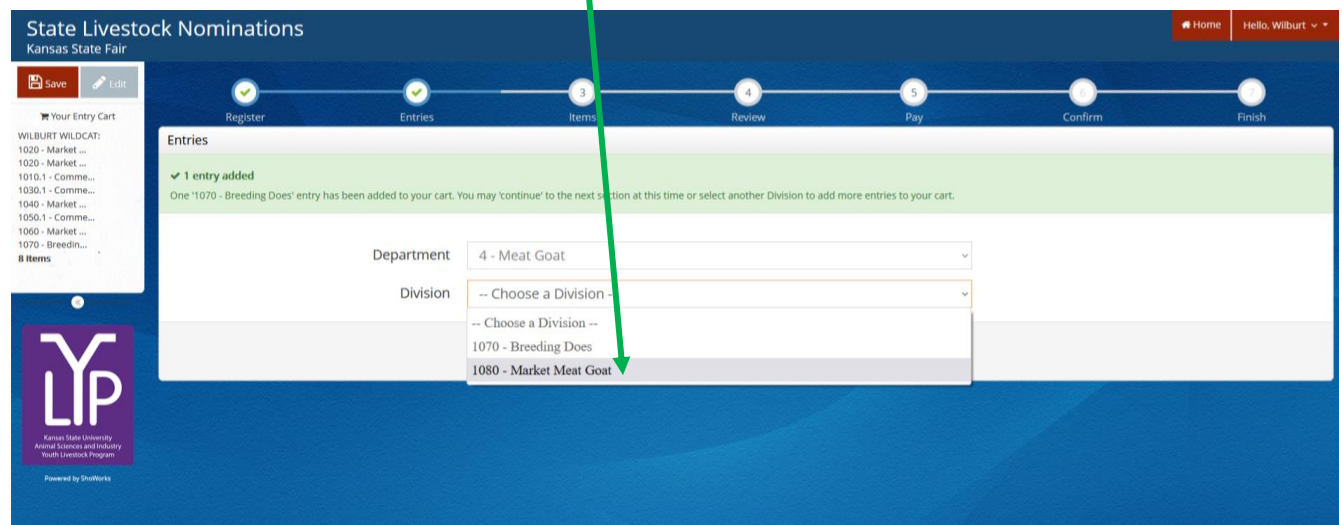 State Livestock Nominations
Kansas State Fair
Home
Hello, Wilburt
Save
Edit
Your Entry Cart
WILBURT WILDCAT:
1020 - Market ...
1020 - Market ...
1010.1 - Comme...
1030.1 - Comme...
1040 - Market ...
1050.1 - Comme...
1060 - Market ...
1070 - Breedin...
8 Items
3
4
5
6
7
Register
Entries
Items
Review
Pay
Confirm
Finish
Entries
1 entry added
One '1070 - Breeding Does' entry has been added to your cart. You may 'continue' to the next section at this time or select another Division to add more entries to your cart.
Department
4 - Meat Goat
Division
-- Choose a Division --
-- Choose a Division --
1070 - Breeding Does
1080 - Market Meat Goat
YLP
Kansas State University
Animal Sciences and Industry
Youth Livestock Program
Powered by ShoWorks